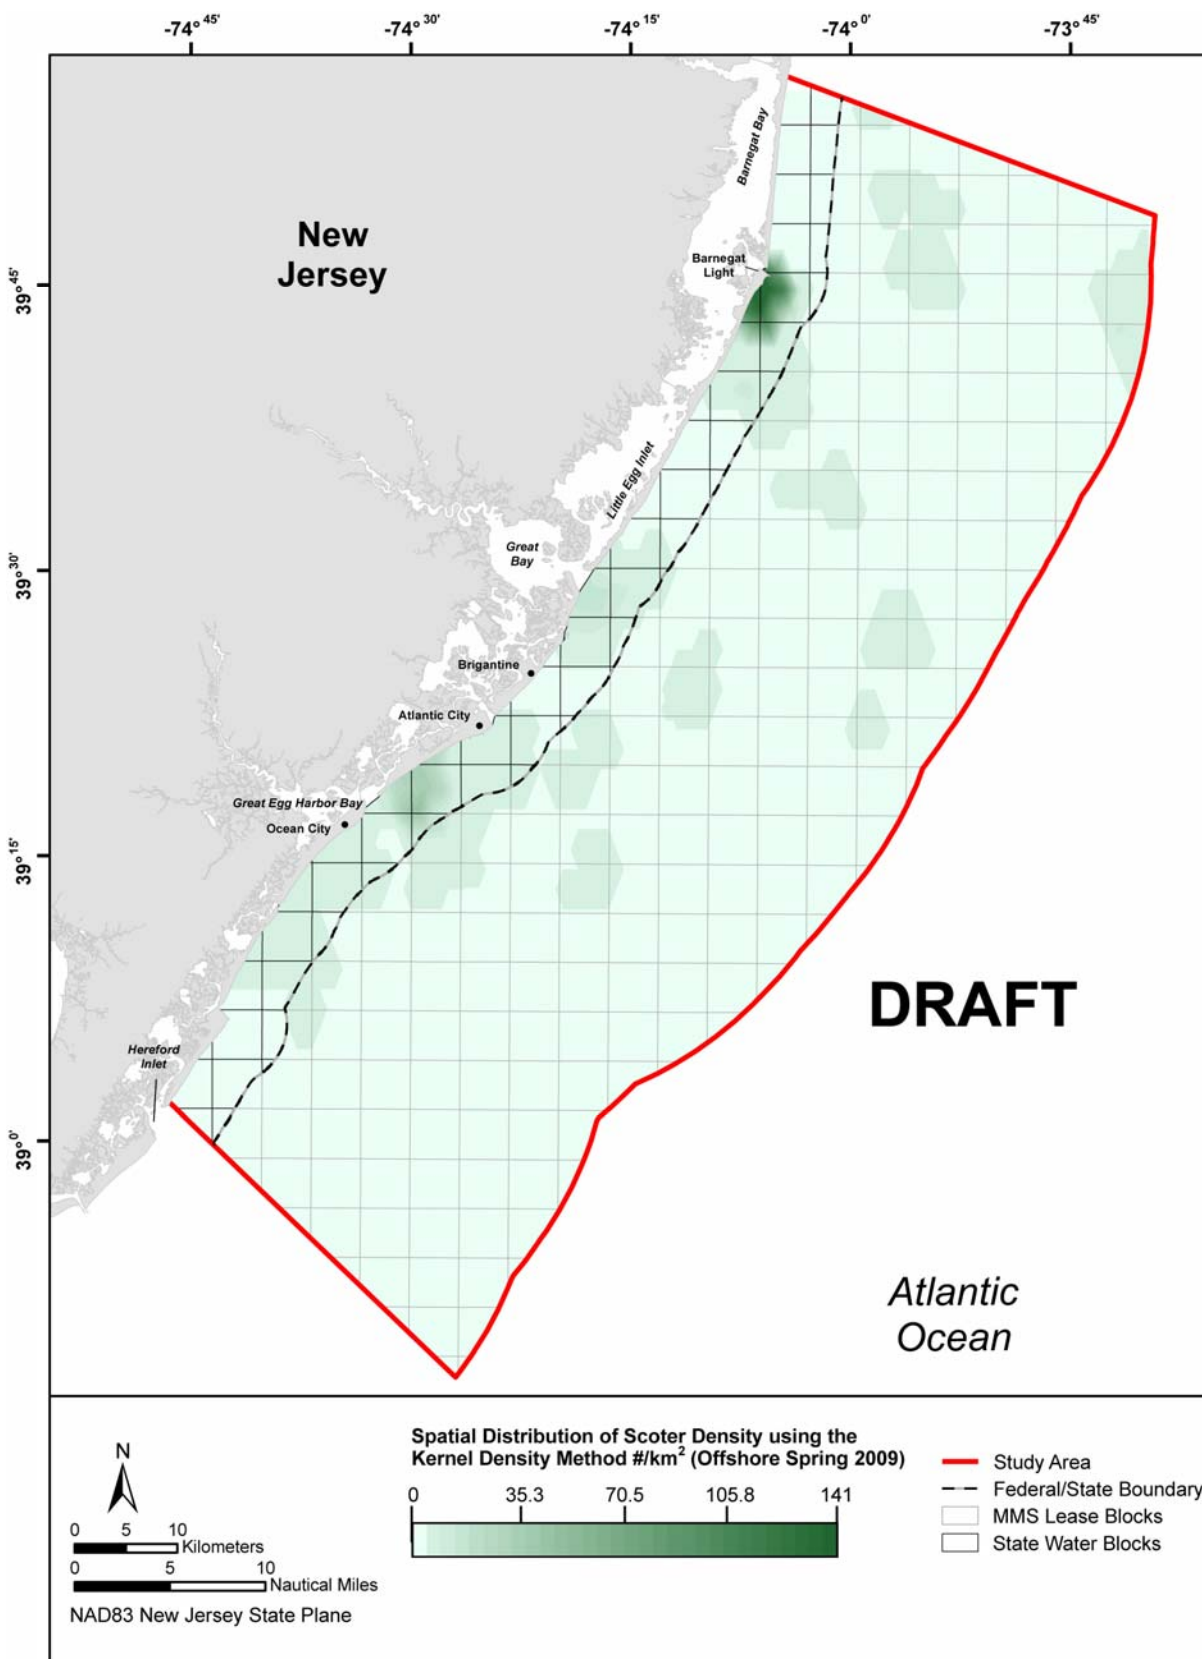 -74° 45'
-74° 30'
-74° 15'
-74° 0'
-73° 45'
39° 45'
39° 30'
39° 15'
39° 0'
New
Jersey
Barnegat Bay
Barnegat
Light
Little Egg Inlet
Great
Bay
Brigantine
Atlantic City
Great Egg Harbor Bay
Ocean City
Hereford
Inlet
DRAFT
Atlantic
Ocean
N
0 5 10
Kilometers
0 5 10
Nautical Miles
NAD83 New Jersey State Plane
Spatial Distribution of Scoter Density using the
Kernel Density Method #/km² (Offshore Spring 2009)
0 35.3 70.5 105.8 141
Study Area
Federal/State Boundary
MMS Lease Blocks
State Water Blocks